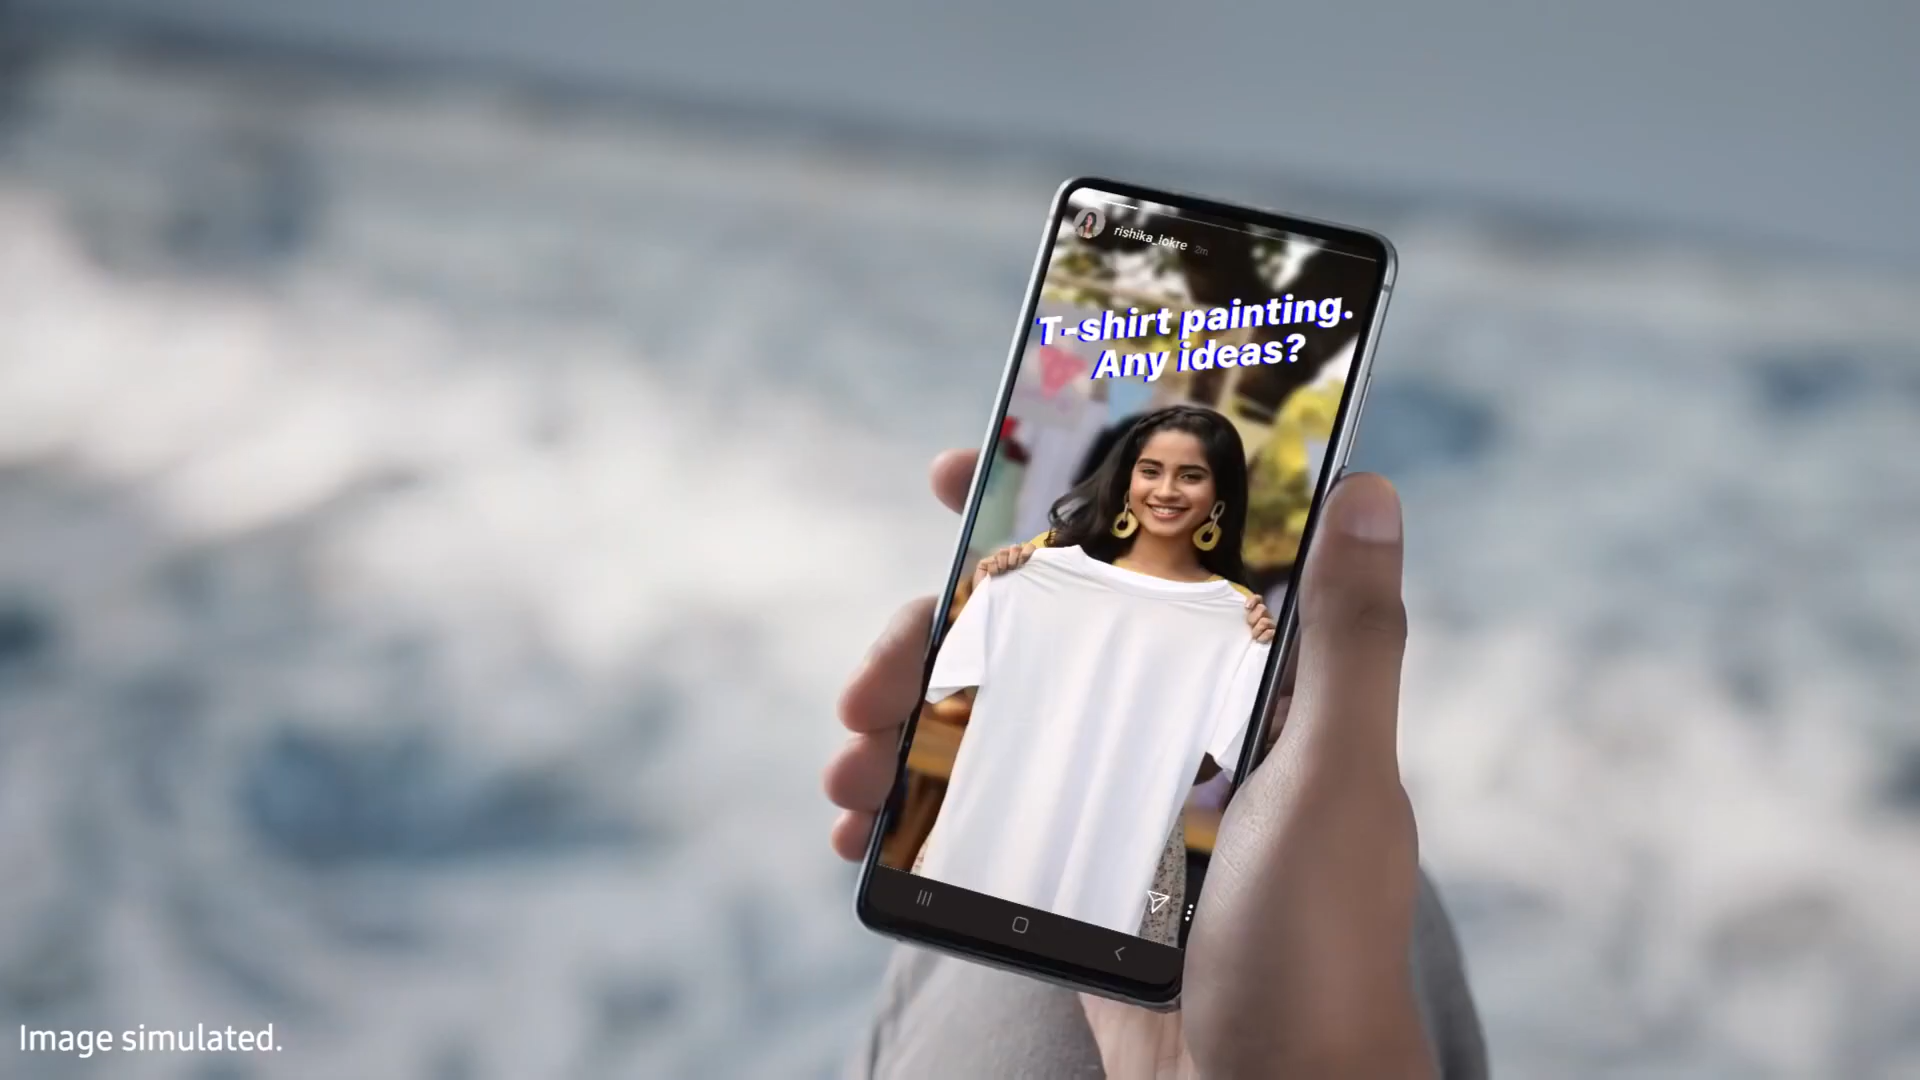 rishika_lokre 2m
T-shirt painting.
Any ideas?
Image simulated.